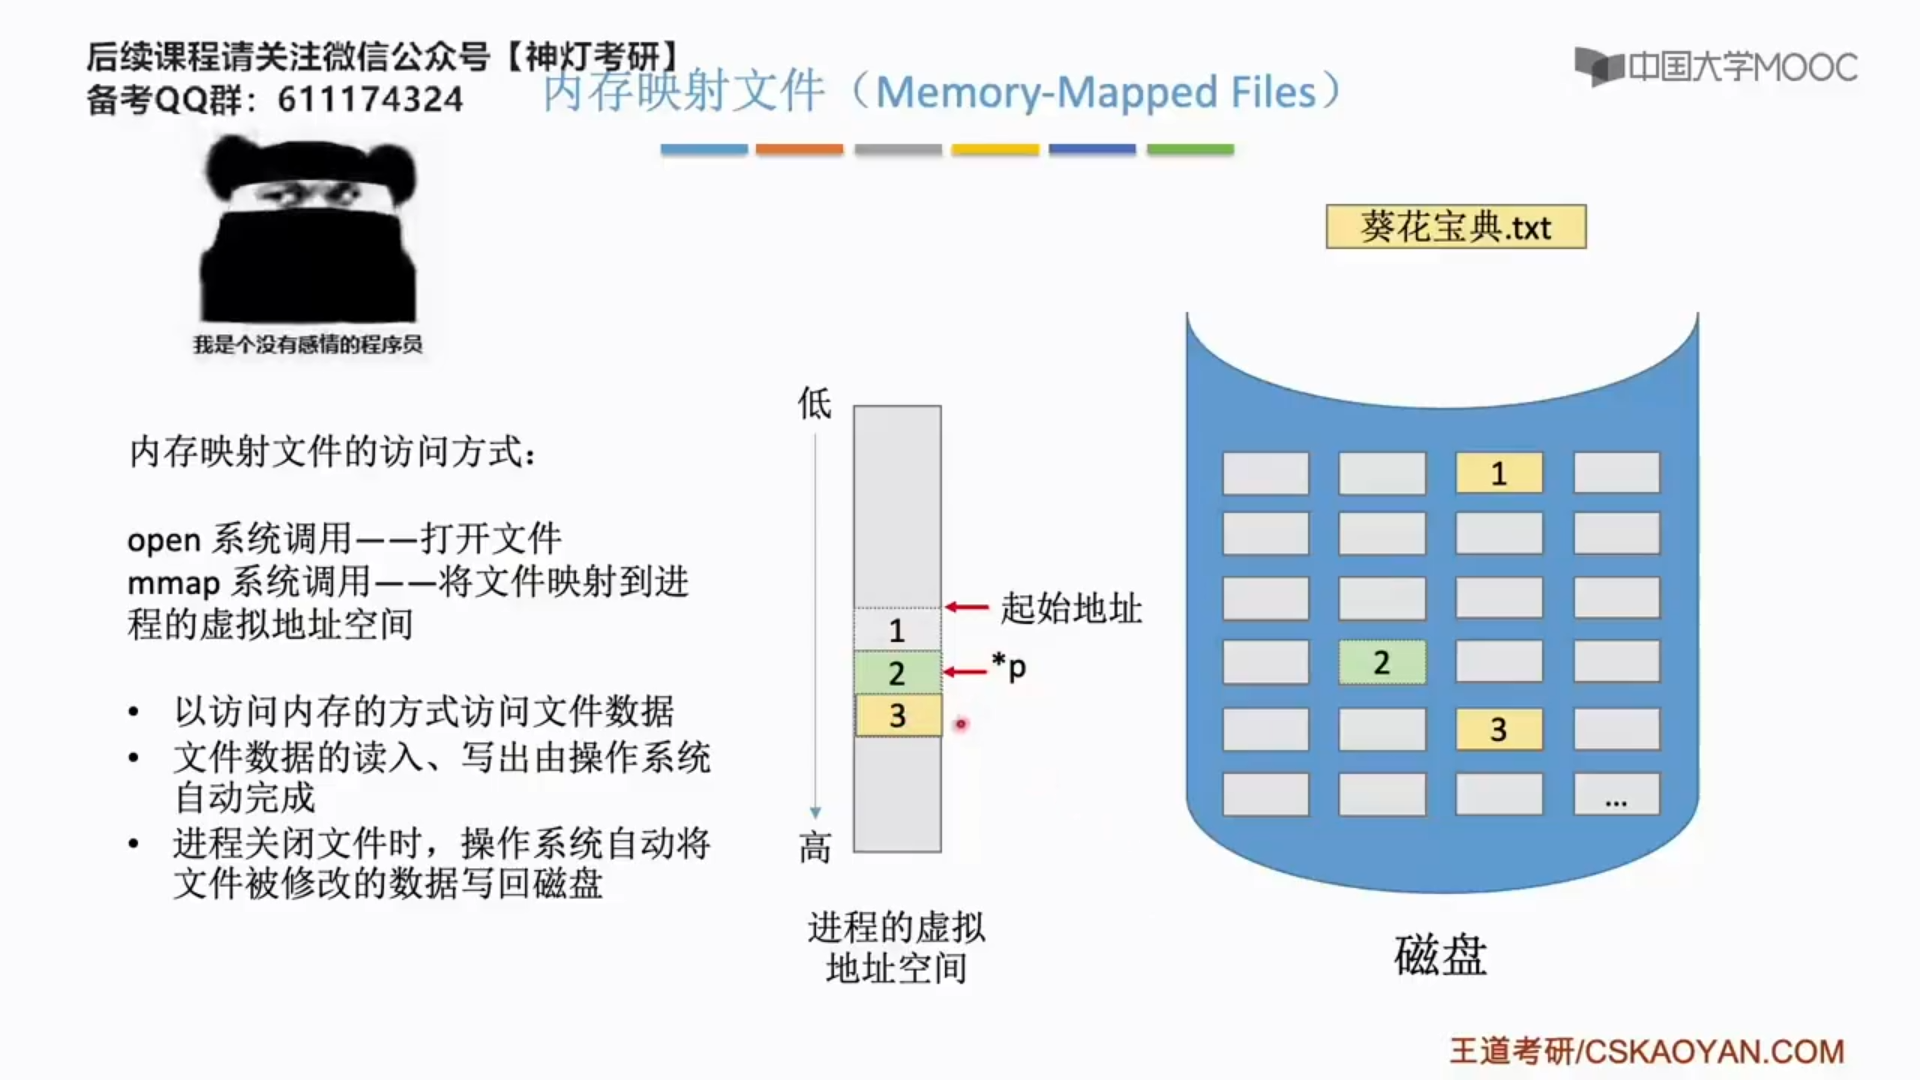 后续课程请关注微信公众号【神灯考研】
备考QQ群：611174324
内存映射文件（Memory-Mapped Files）
中国大学MOOC
我是个没有感情的程序员
葵花宝典.txt
内存映射文件的访问方式：
open 系统调用——打开文件
mmap 系统调用——将文件映射到进
程的虚拟地址空间
• 以访问内存的方式访问文件数据
• 文件数据的读入、写出由操作系统
自动完成
• 进程关闭文件时，操作系统自动将
文件被修改的数据写回磁盘
低
1
2
3
高
起始地址
*p
进程的虚拟
地址空间
1
2
3
...
磁盘
王道考研/CSKAOYAN.COM